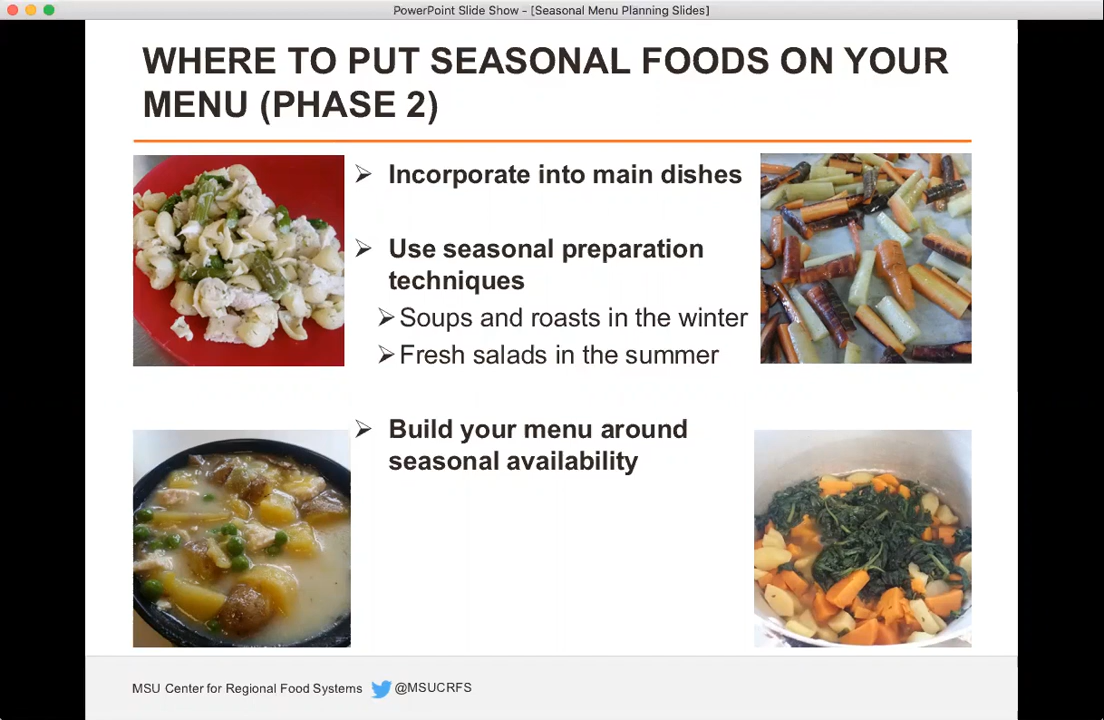 PowerPoint Slide Show - [Seasonal Menu Planning Slides]
WHERE TO PUT SEASONAL FOODS ON YOUR
MENU (PHASE 2)
➢ Incorporate into main dishes
➢ Use seasonal preparation
techniques
➢Soups and roasts in the winter
➢Fresh salads in the summer
➢ Build your menu around
seasonal availability
MSU Center for Regional Food Systems @MSUCRFS